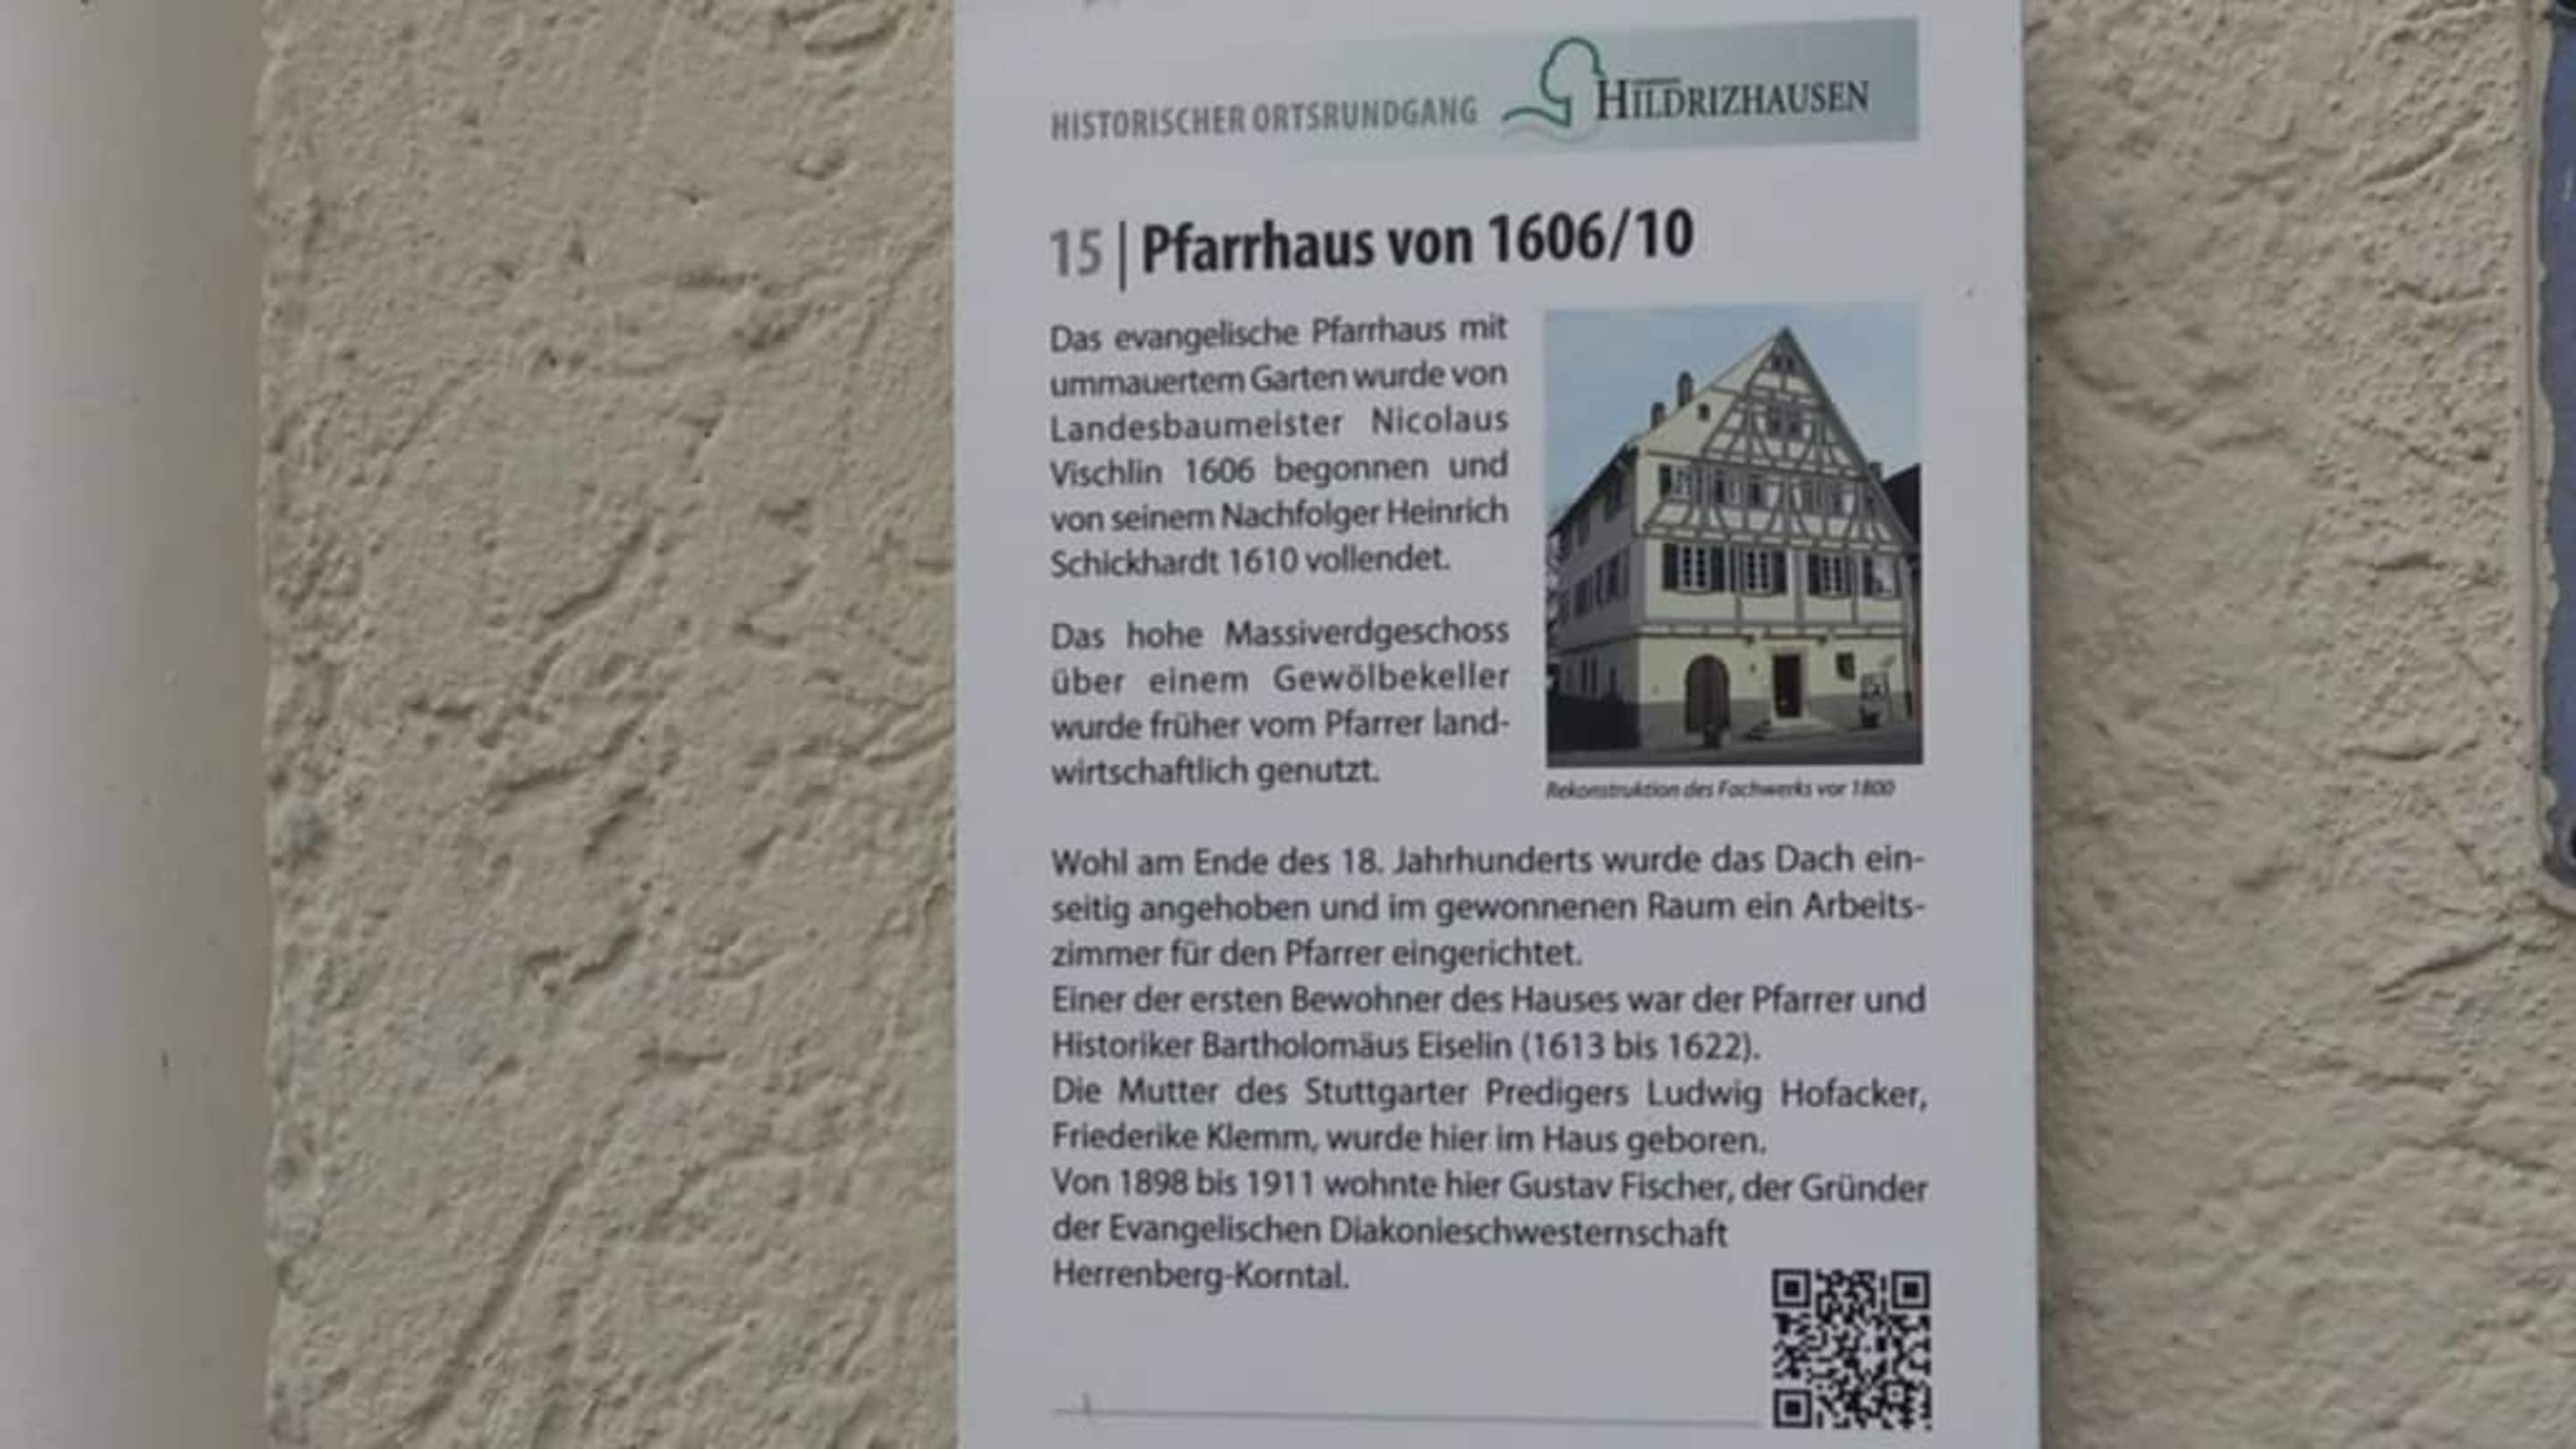 HISTORISCHER ORTSRUNDGANG
HILDRIZHAUSEN
15 | Pfarrhaus von 1606/10
Das evangelische Pfarrhaus mit
ummauertem Garten wurde von
Landesbaumeister Nicolaus
Vischlin 1606 begonnen und
von seinem Nachfolger Heinrich
Schickhardt 1610 vollendet.
Das hohe Massiverdgeschoss
über einem Gewölbekeller
wurde früher vom Pfarrer land-
wirtschaftlich genutzt.
Rekonstruktion des Fachwerks vor 1800
Wohl am Ende des 18. Jahrhunderts wurde das Dach ein-
seitig angehoben und im gewonnenen Raum ein Arbeits-
zimmer für den Pfarrer eingerichtet.
Einer der ersten Bewohner des Hauses war der Pfarrer und
Historiker Bartholomäus Eiselin (1613 bis 1622).
Die Mutter des Stuttgarter Predigers Ludwig Hofacker,
Friederike Klemm, wurde hier im Haus geboren.
Von 1898 bis 1911 wohnte hier Gustav Fischer, der Gründer
der Evangelischen Diakonieschwesternschaft
Herrenberg-Korntal.